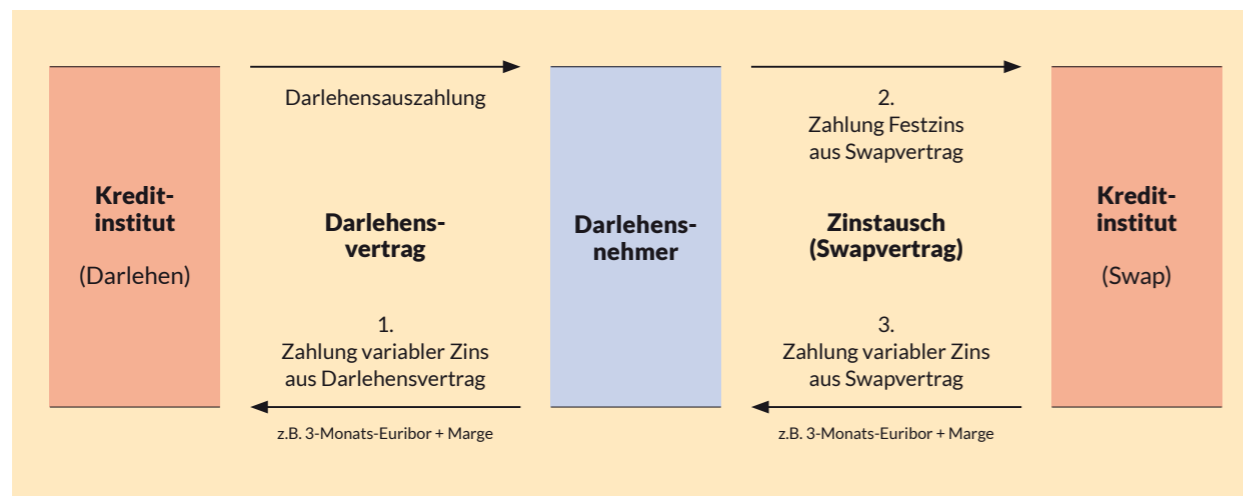 Kredit-
institut
(Darlehen)
Darlehensauszahlung
Darlehens-
vertrag
1.
Zahlung variabler Zins
aus Darlehensvertrag
z.B. 3-Monats-Euribor + Marge
Darlehens-
nehmer
2.
Zahlung Festzins
aus Swapvertrag
Zinstausch
(Swapvertrag)
3.
Zahlung variabler Zins
aus Swapvertrag
z.B. 3-Monats-Euribor + Marge
Kredit-
institut
(Swap)